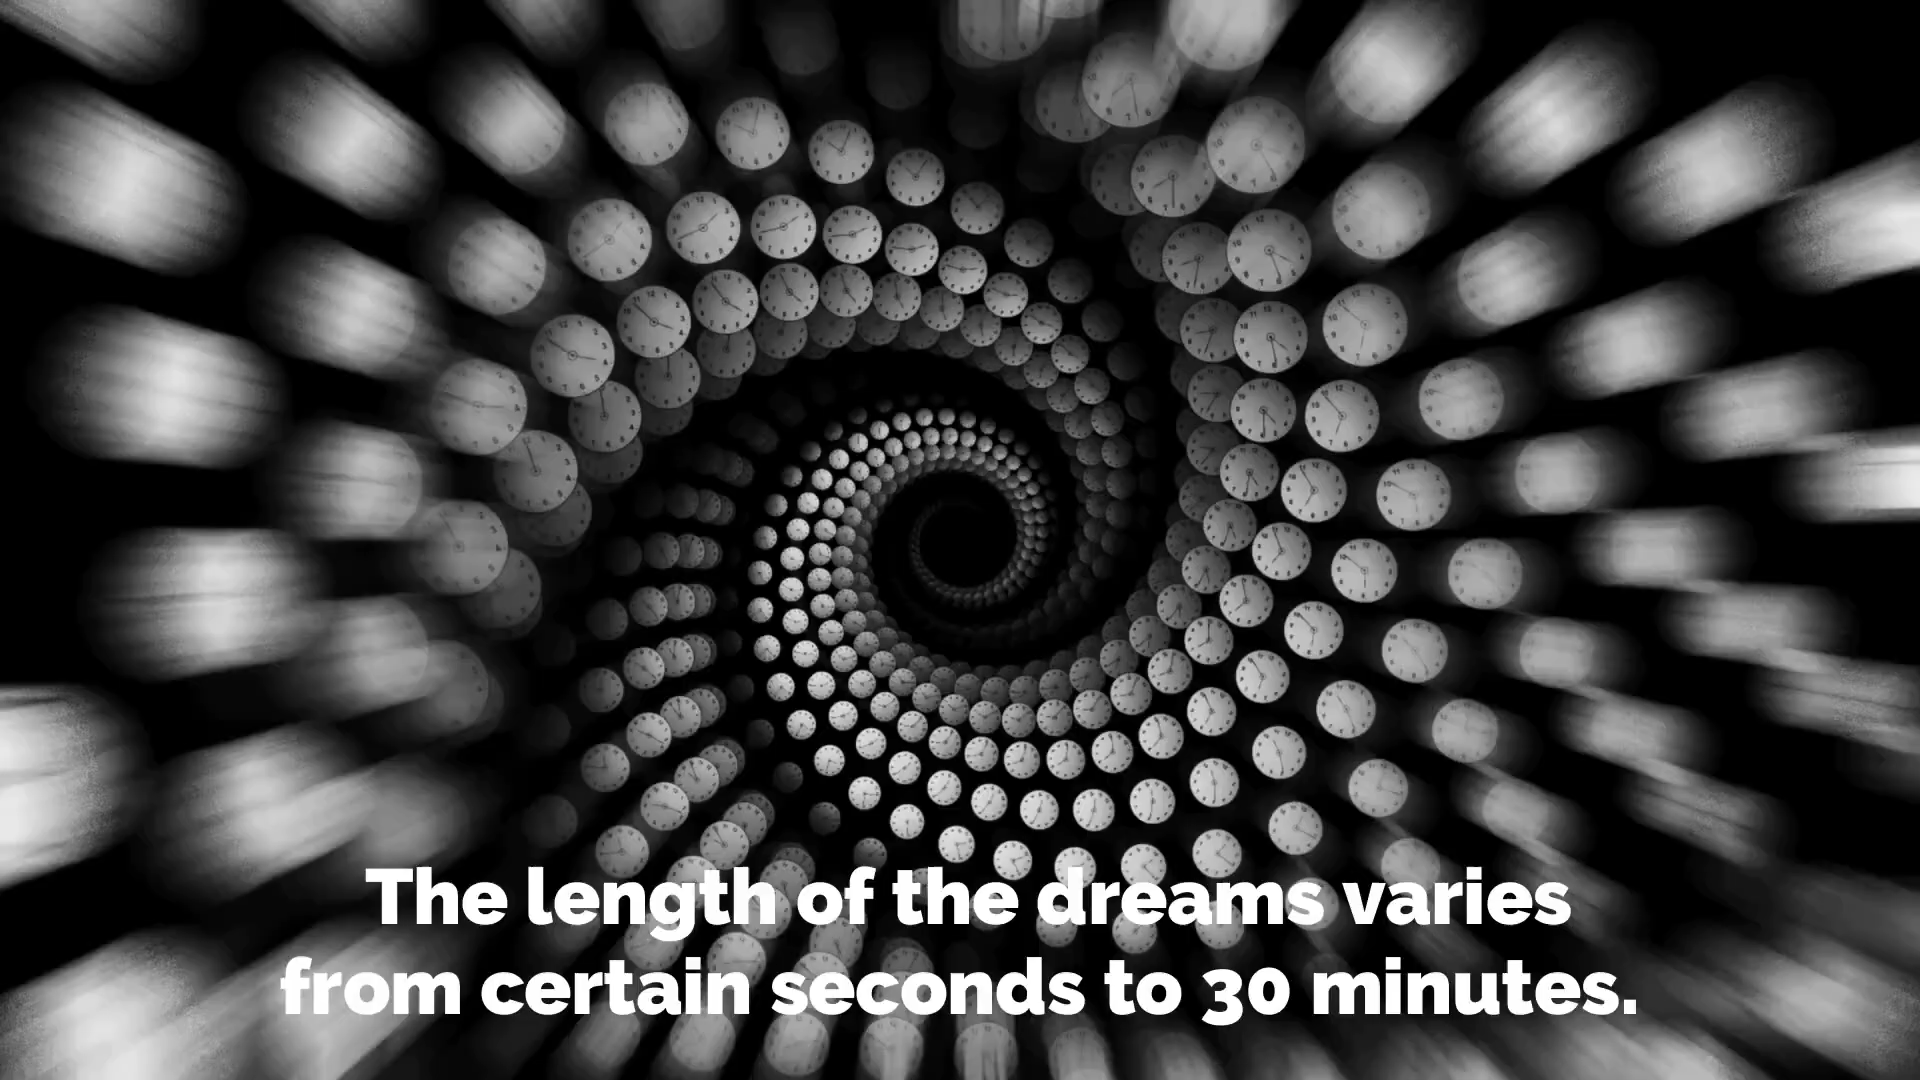 The length of the dreams varies
from certain seconds to 30 minutes.